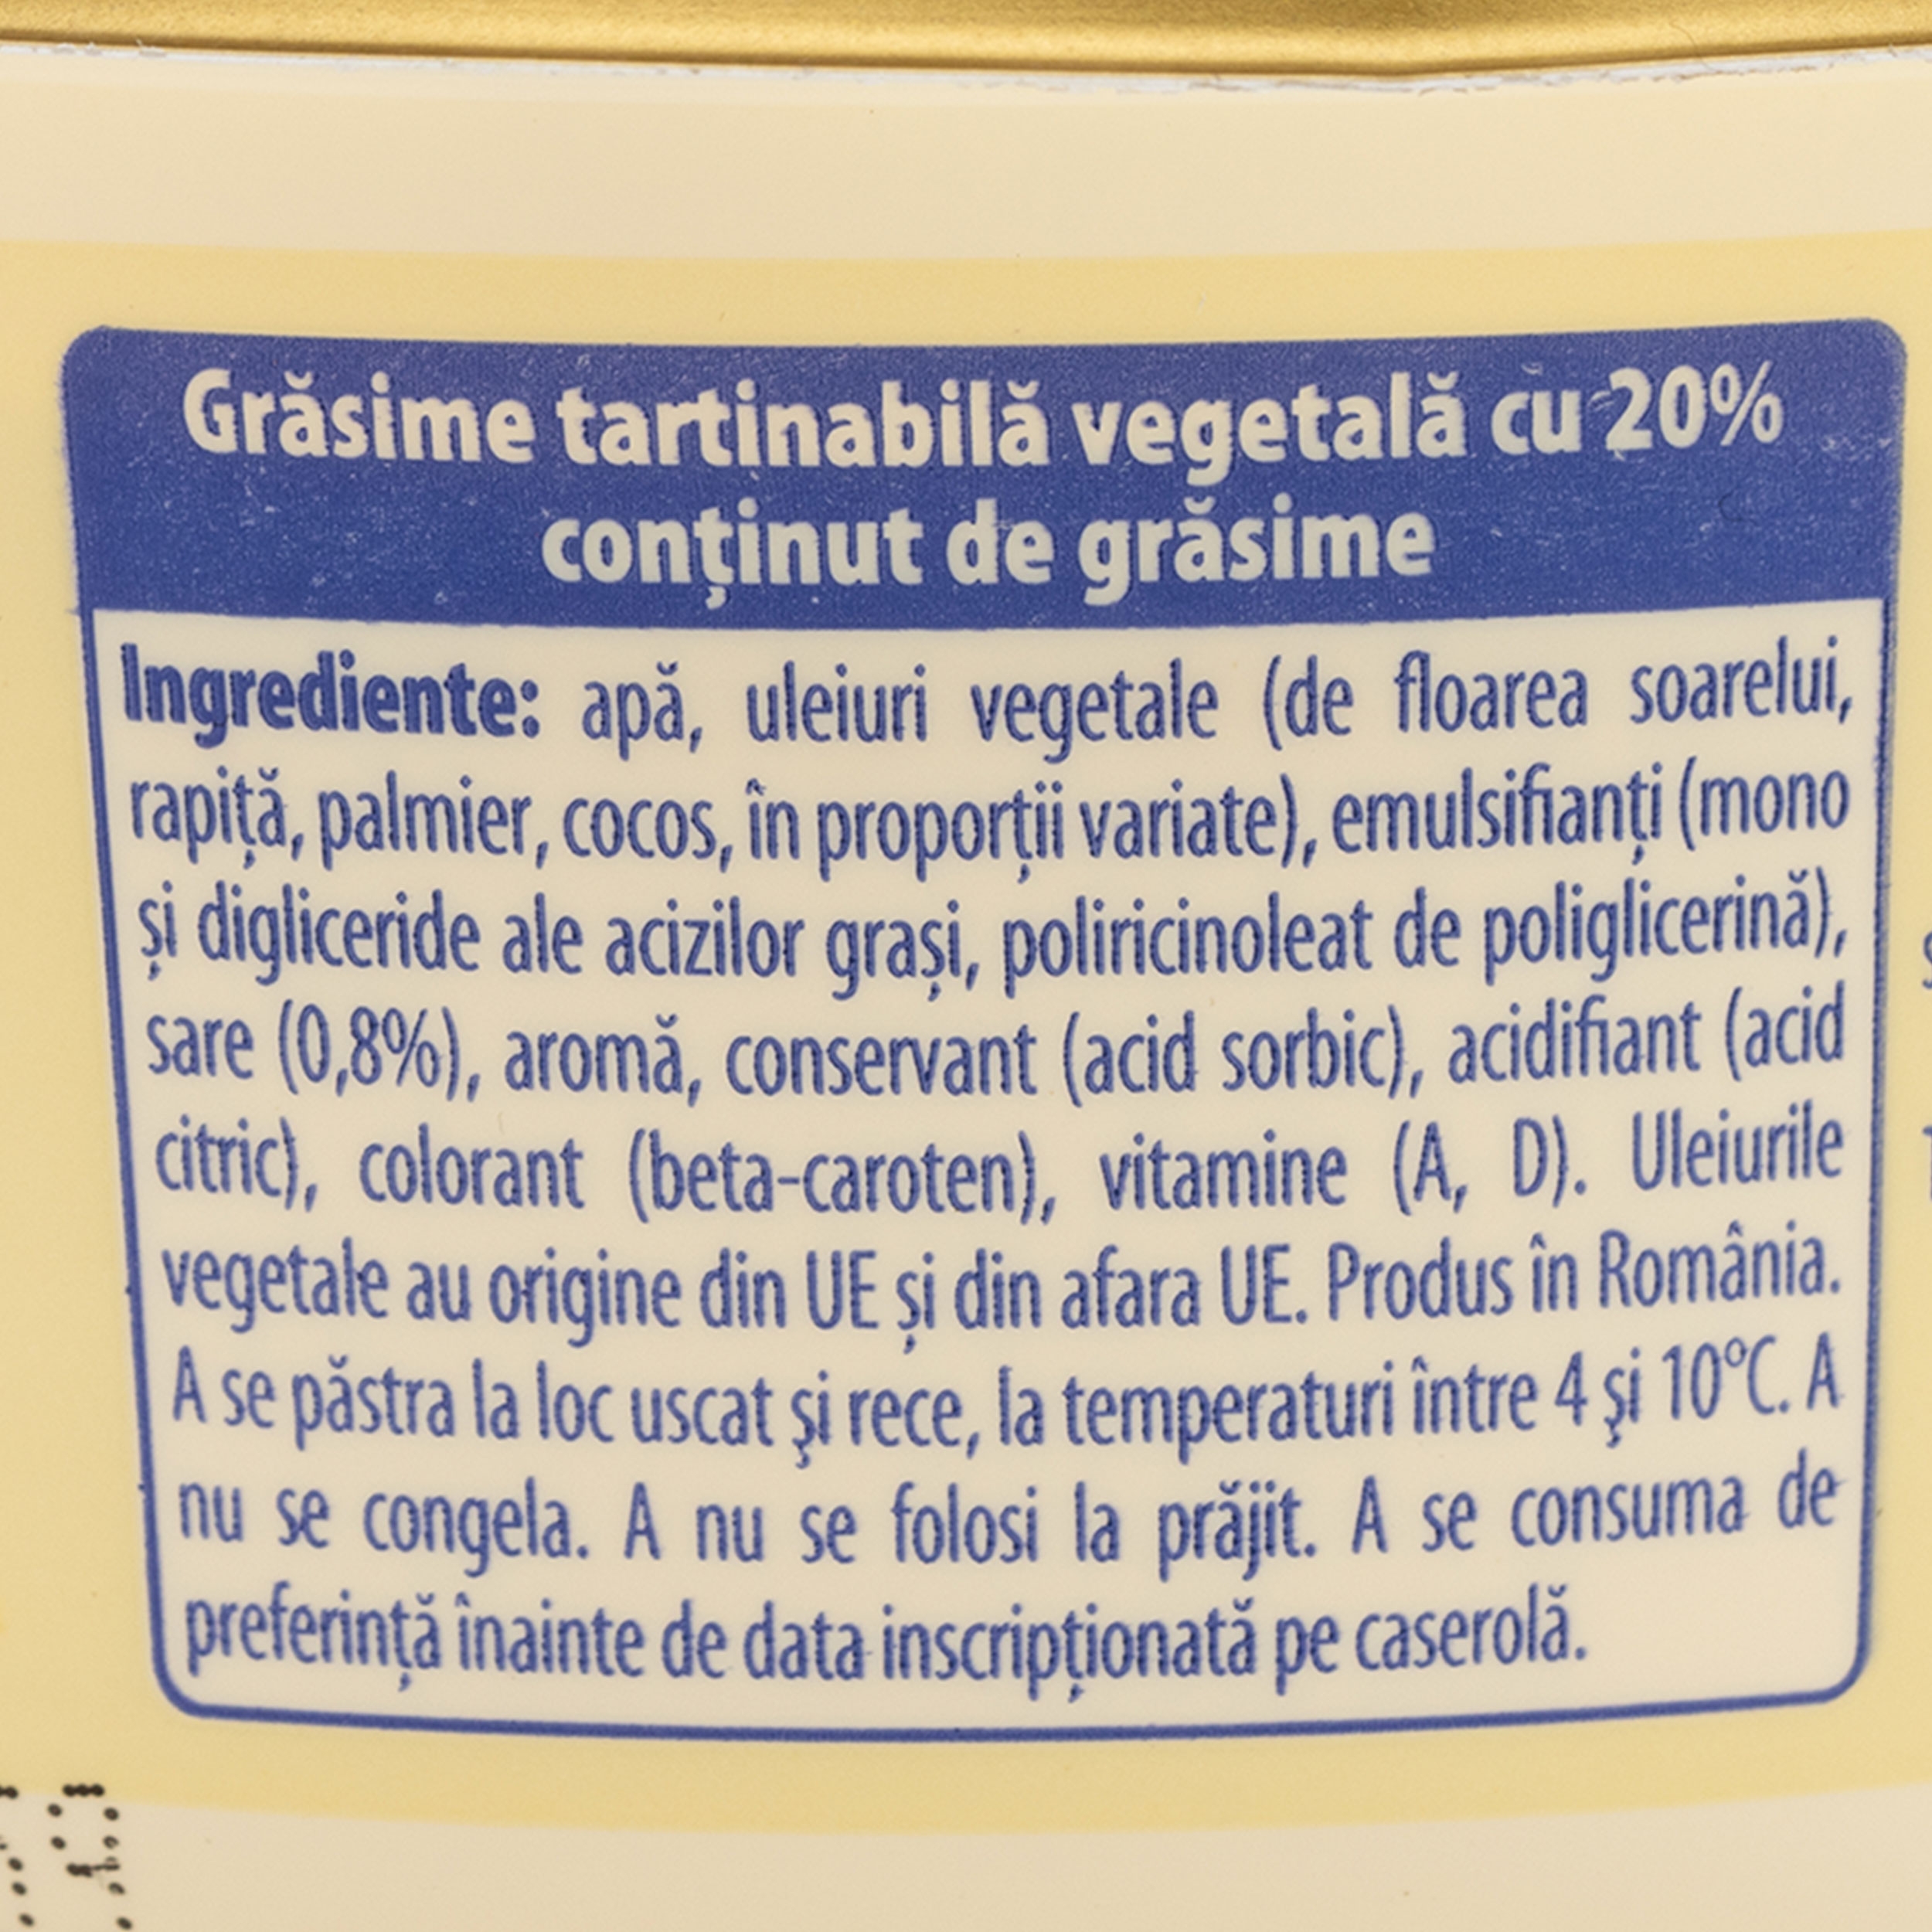 Grăsime tartinabilă vegetală cu 20%
conținut de grăsime
Ingrediente: apă, uleiuri vegetale (de floarea soarelui,
rapiță, palmier, cocos, în proporții variate), emulsifianți (mono
și digliceride ale acizilor grași, poliricinoleat de poliglicerină),
sare (0,8%), aromă, conservant (acid sorbic), acidifiant (acid
citric), colorant (beta-caroten), vitamine (A, D). Uleiurile
vegetale au origine din UE și din afara UE. Produs în România.
A se păstra la loc uscat şi rece, la temperaturi între 4 şi 10°C. A
nu se congela. A nu se folosi la prăjit. A se consuma de
preferință înainte de data inscripționată pe caserolă.